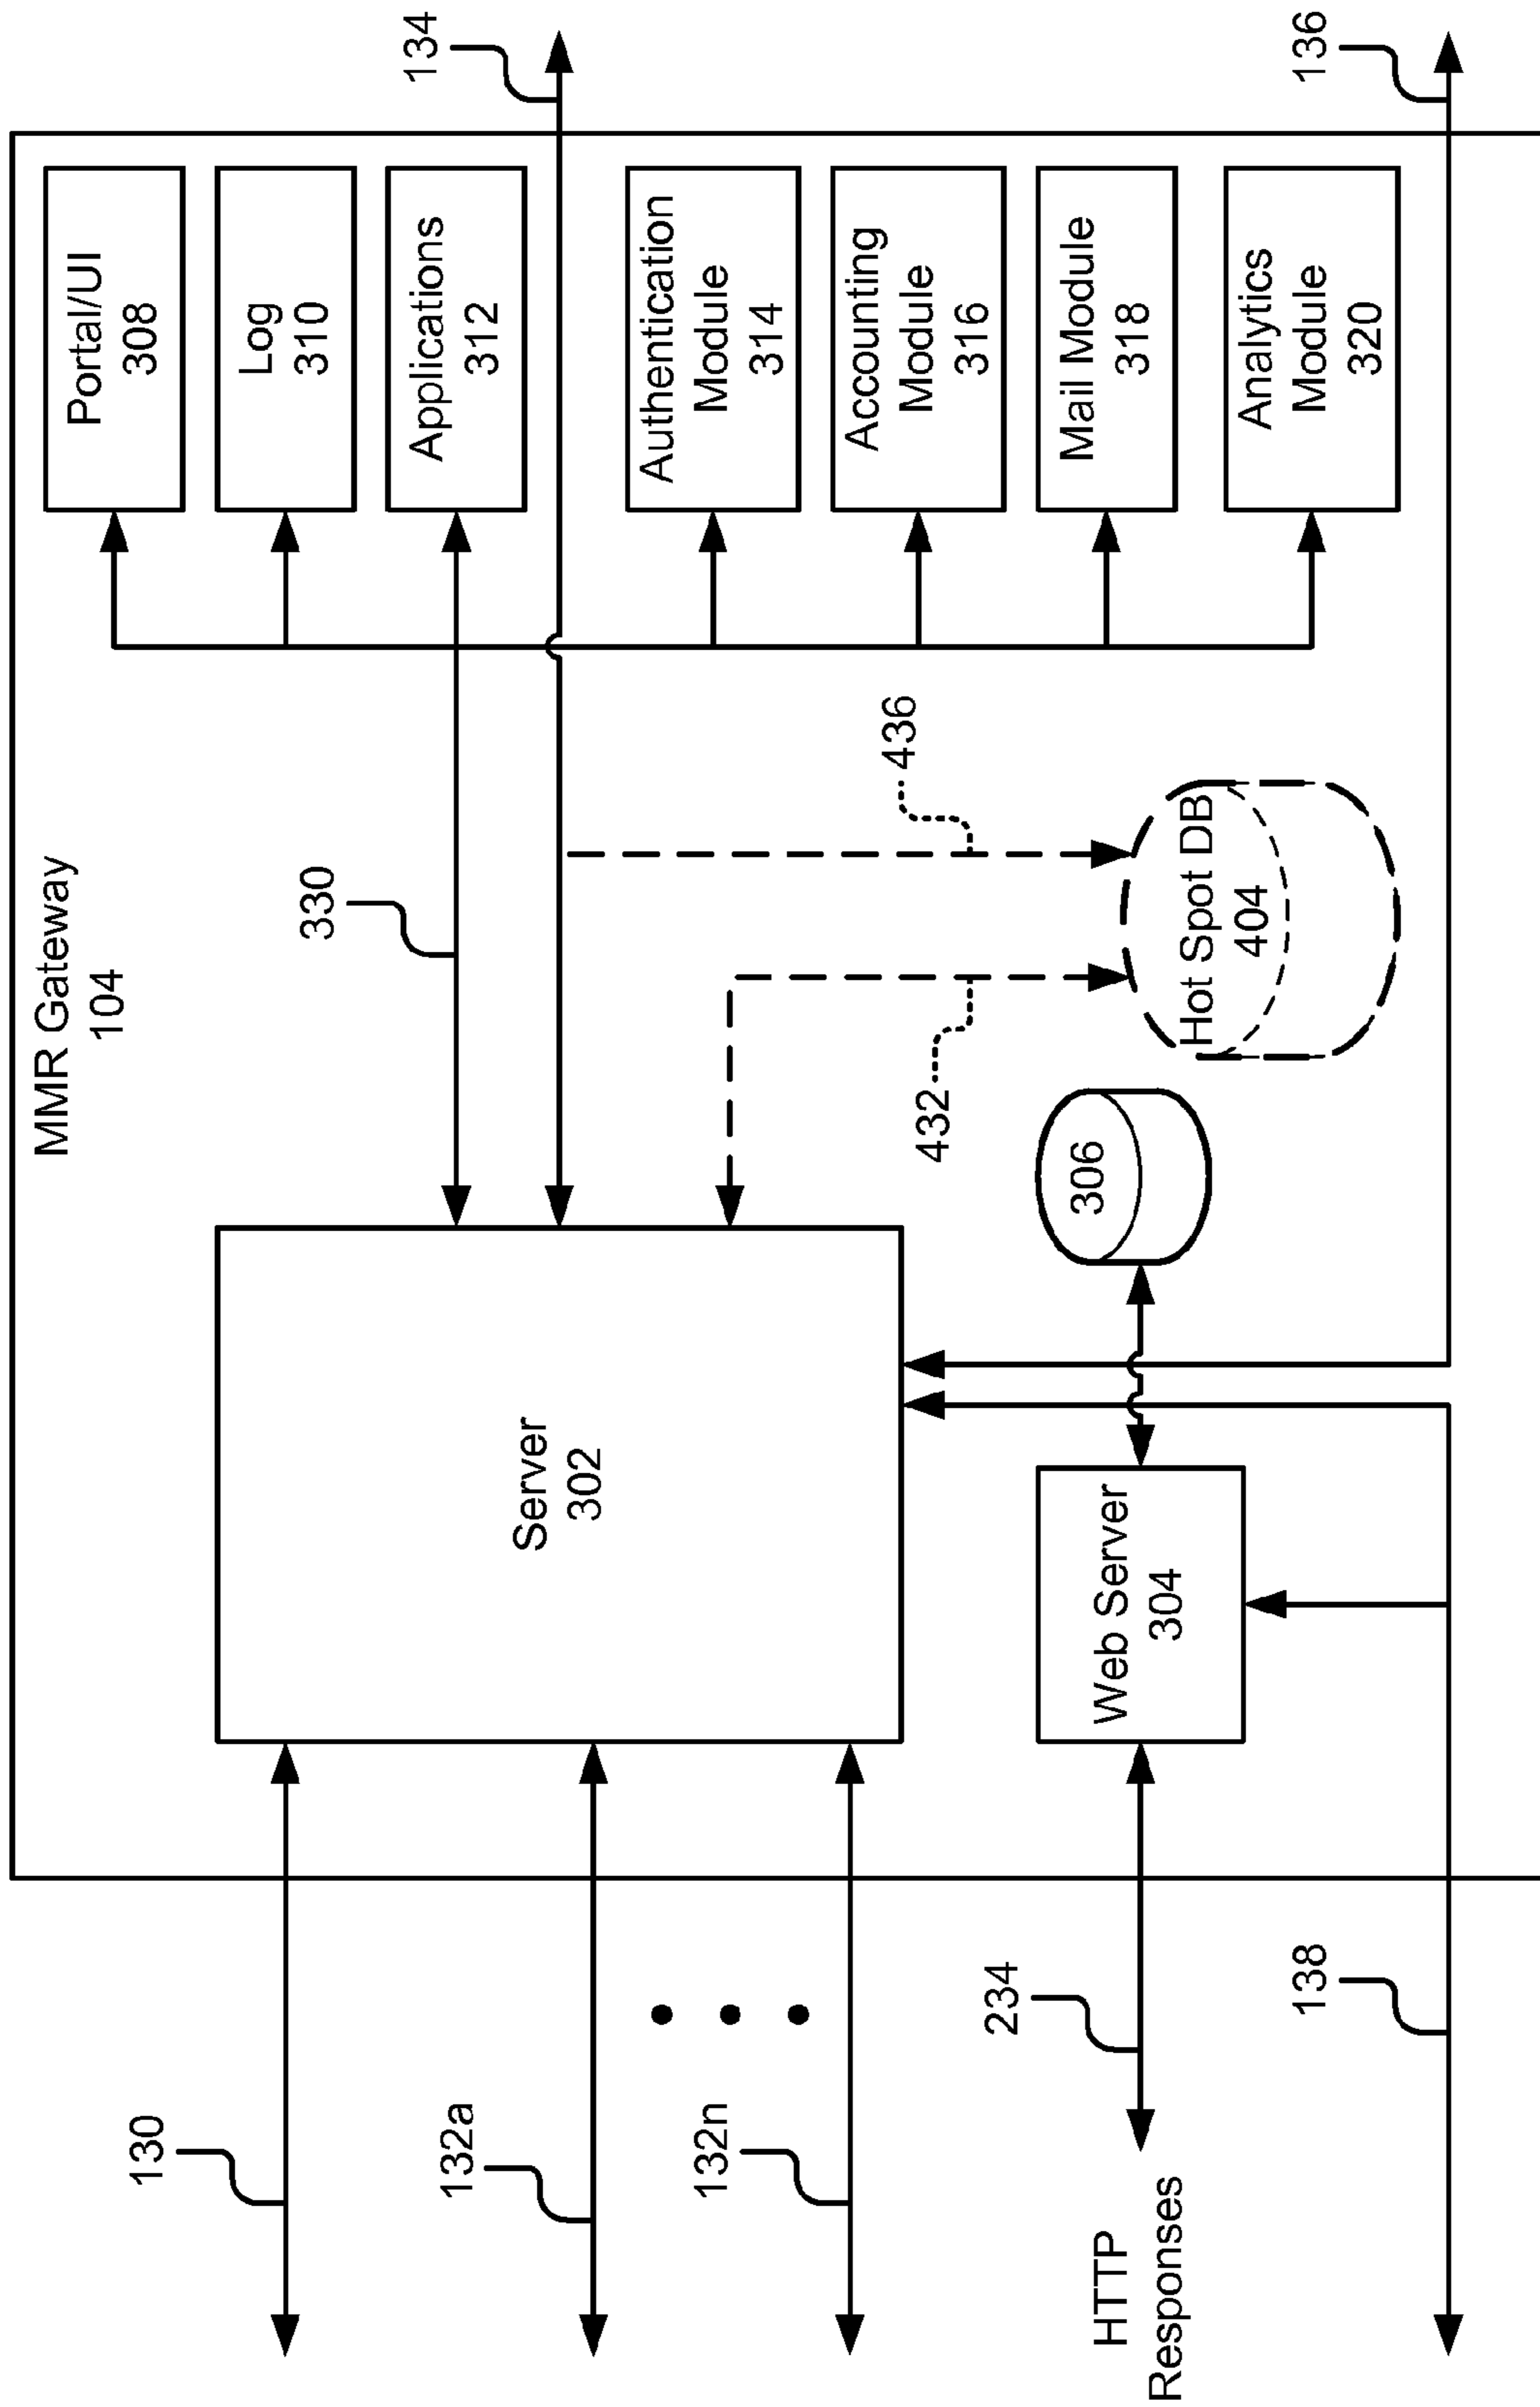 MMR Gateway
104
130
132a
132n
234
HTTP
Responses
138
Server
302
Web Server
304
306
330
432
436
Hot Spot DB
404
Portal/UI
308
Log
310
Applications
312
134
Authentication
Module
314
Accounting
Module
316
Mail Module
318
Analytics
Module
320
136